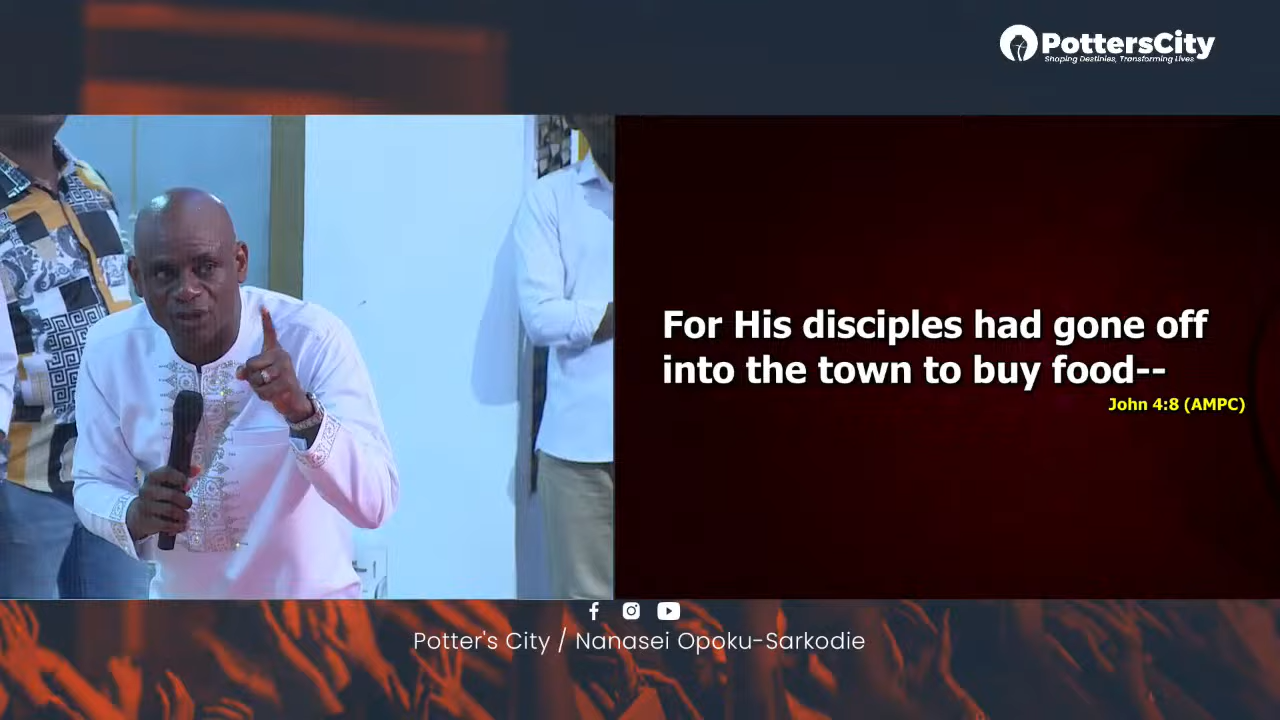 PottersCity
Shaping Destinies, Transforming Lives
For His disciples had gone off
into the town to buy food--
John 4:8 (AMPC)
Potter's City / Nanasei Opoku-Sarkodie